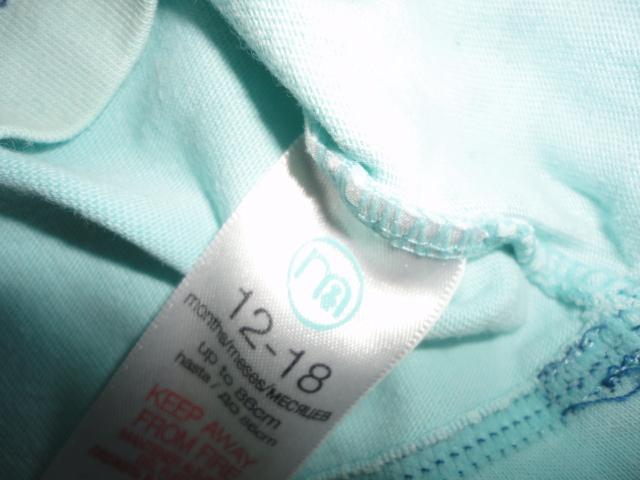 m
12-18
months/meses/МЕСЯЦЕВ
up to 86cm
hasta / ДО 86cm
KEEP AWAY
FROM FIRE